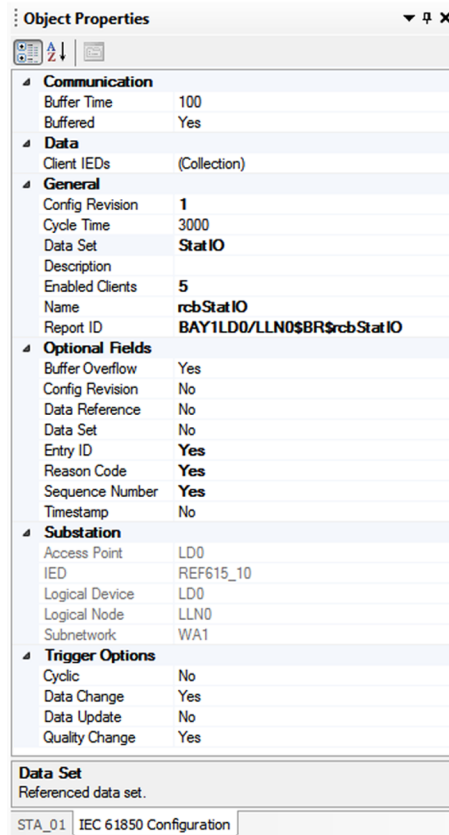 Object Properties
Communication
Buffer Time 100
Buffered Yes
Data
Client IEDs (Collection)
General
Config Revision 1
Cycle Time 3000
Data Set StatIO
Description
Enabled Clients 5
Name rcbStatIO
Report ID BAY1LD0/LLN0$BR$rcbStatIO
Optional Fields
Buffer Overflow Yes
Config Revision No
Data Reference No
Data Set No
Entry ID Yes
Reason Code Yes
Sequence Number Yes
Timestamp No
Substation
Access Point LD0
IED REF615_10
Logical Device LD0
Logical Node LLN0
Subnetwork WA1
Trigger Options
Cyclic No
Data Change Yes
Data Update No
Quality Change Yes
Data Set
Referenced data set.
STA_01 IEC 61850 Configuration